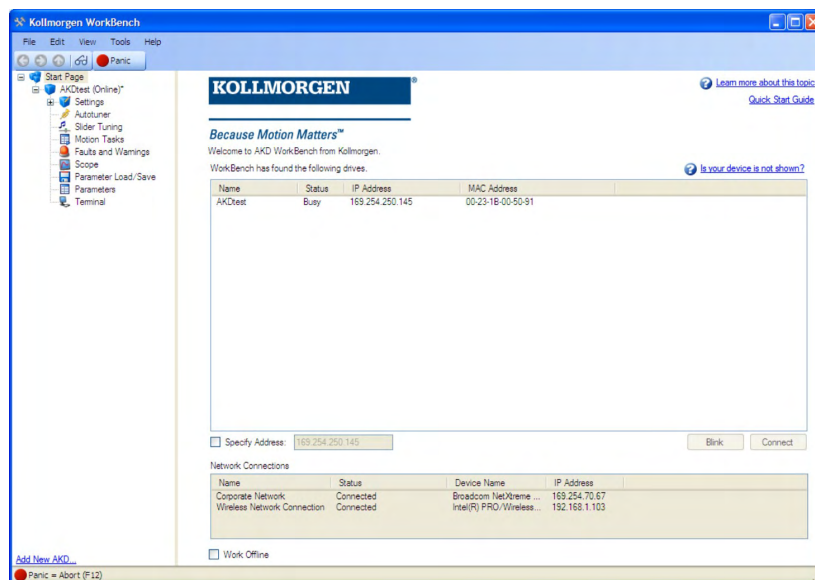 Kollmorgen WorkBench
File Edit View Tools Help
Panic
Start Page
AKDtest (Online)*
Settings
Autotuner
Slider Tuning
Motion Tasks
Faults and Warnings
Scope
Parameter Load/Save
Parameters
Terminal
Add New AKD...
KOLLMORGEN®
Because Motion Matters™
Learn more about this topic
Quick Start Guide
Welcome to AKD WorkBench from Kollmorgen.
WorkBench has found the following drives.
Is your device is not shown?
Name Status IP Address MAC Address
AKDtest Busy 169.254.250.145 00-23-1B-00-50-91
Specify Address: 169.254.250.145 Blink Connect
Network Connections
Name Status Device Name IP Address
Corporate Network Connected Broadcom NetXtreme ... 169.254.70.67
Wireless Network Connection Connected Intel(R) PRO/Wireless... 192.168.1.103
Work Offline
Panic = Abort (F12)